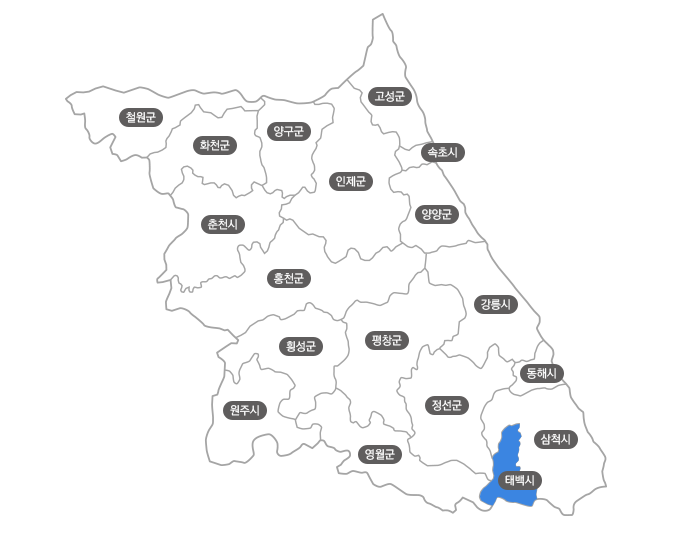 고성군
철원군
양구군
화천군
속초시
인제군
양양군
춘천시
홍천군
강릉시
평창군
횡성군
동해시
정선군
원주시
삼척시
영월군
태백시